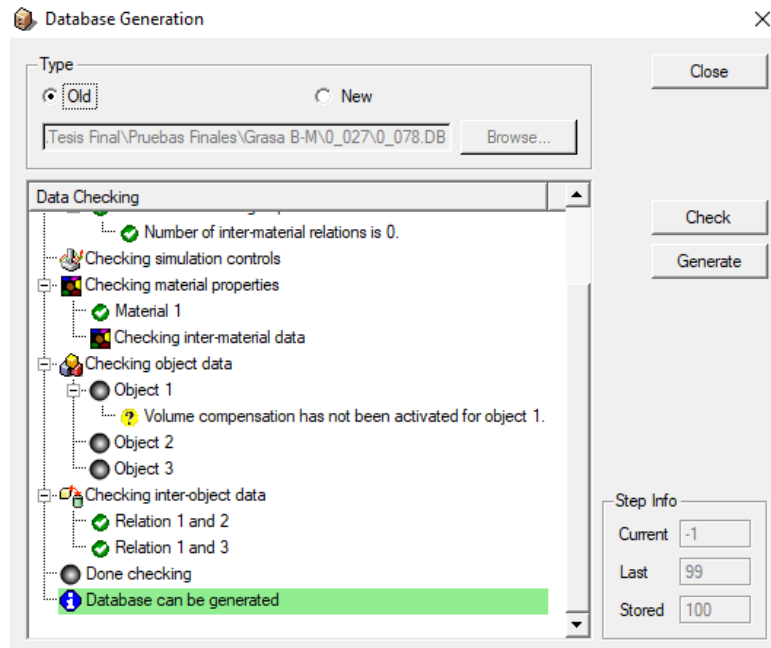 Database Generation
Type
Old
New
.Tesis Final\Pruebas Finales\Grasa B-M\0_027\0_078.DB
Browse...
Close
Data Checking
Number of inter-material relations is 0.
Checking simulation controls
Checking material properties
Material 1
Checking inter-material data
Checking object data
Object 1
Volume compensation has not been activated for object 1.
Object 2
Object 3
Checking inter-object data
Relation 1 and 2
Relation 1 and 3
Done checking
Database can be generated
Check
Generate
Step Info
Current -1
Last 99
Stored 100